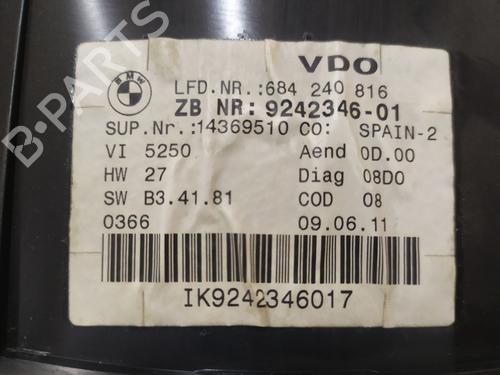 BMW
VDO
LFD.NR.:684 240 816
ZB NR: 9242346-01
SUP.Nr.:14369510 CO: SPAIN-2
VI 5250 Aend 0D.00
HW 27 Diag 08D0
SW B3.41.81 COD 08
0366 09.06.11
IK9242346017
B-PARTS